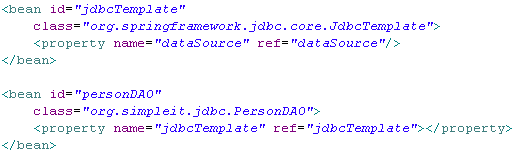 <bean id="jdbcTemplate"
    class="org.springframework.jdbc.core.JdbcTemplate">
    <property name="dataSource" ref="dataSource"/>
</bean>

<bean id="personDAO"
    class="org.simpleit.jdbc.PersonDAO">
    <property name="jdbcTemplate" ref="jdbcTemplate"></property>
</bean>